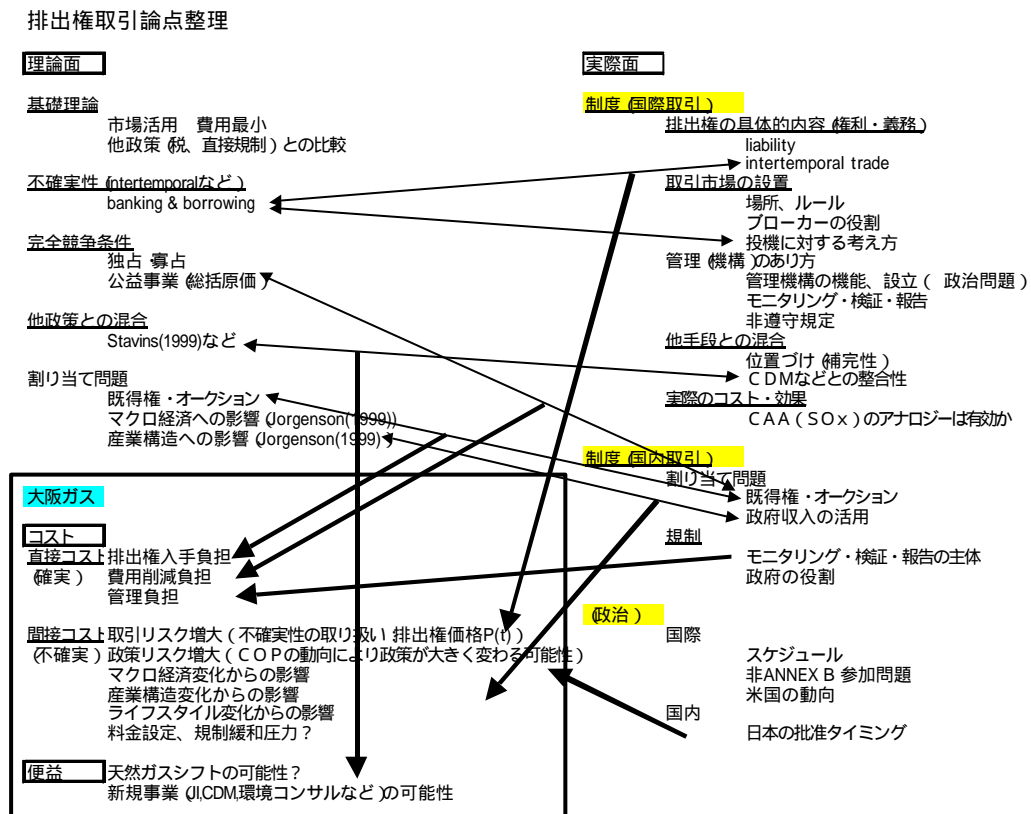 排出権取引論点整理
理論面
基礎理論
市場活用　費用最小
他政策（税、直接規制）との比較
不確実性（intertemporalなど）
banking & borrowing
完全競争条件
独占・寡占
公益事業（総括原価）
他政策との混合
Stavins(1999)など
割り当て問題
既得権・オークション
マクロ経済への影響（Jorgenson(1999))
産業構造への影響（Jorgenson(1999)
大阪ガス
コスト
直接コスト 排出権入手負担
（確実） 費用削減負担
管理負担
間接コスト 取引リスク増大（不確実性の取り扱い 排出権価格P(t)）
（不確実） 政策リスク増大（ＣＯＰの動向により政策が大きく変わる可能性）
マクロ経済変化からの影響
産業構造変化からの影響
ライフスタイル変化からの影響
料金設定、規制緩和圧力？
便益 天然ガスシフトの可能性？
新規事業（JI,CDM,環境コンサルなど）の可能性
実際面
制度（国際取引）
排出権の具体的内容（権利・義務）
liability
intertemporal trade
取引市場の設置
場所、ルール
ブローカーの役割
投機に対する考え方
管理（機構）のあり方
管理機構の機能、設立（　政治問題）
モニタリング・検証・報告
非遵守規定
他手段との混合
位置づけ（補完性）
ＣＤＭなどとの整合性
実際のコスト・効果
ＣＡＡ（ＳＯｘ）のアナロジーは有効か
制度（国内取引）
割り当て問題
既得権・オークション
政府収入の活用
規制
モニタリング・検証・報告の主体
政府の役割
（政治）
国際
スケジュール
非ANNEX B 参加問題
米国の動向
国内
日本の批准タイミング